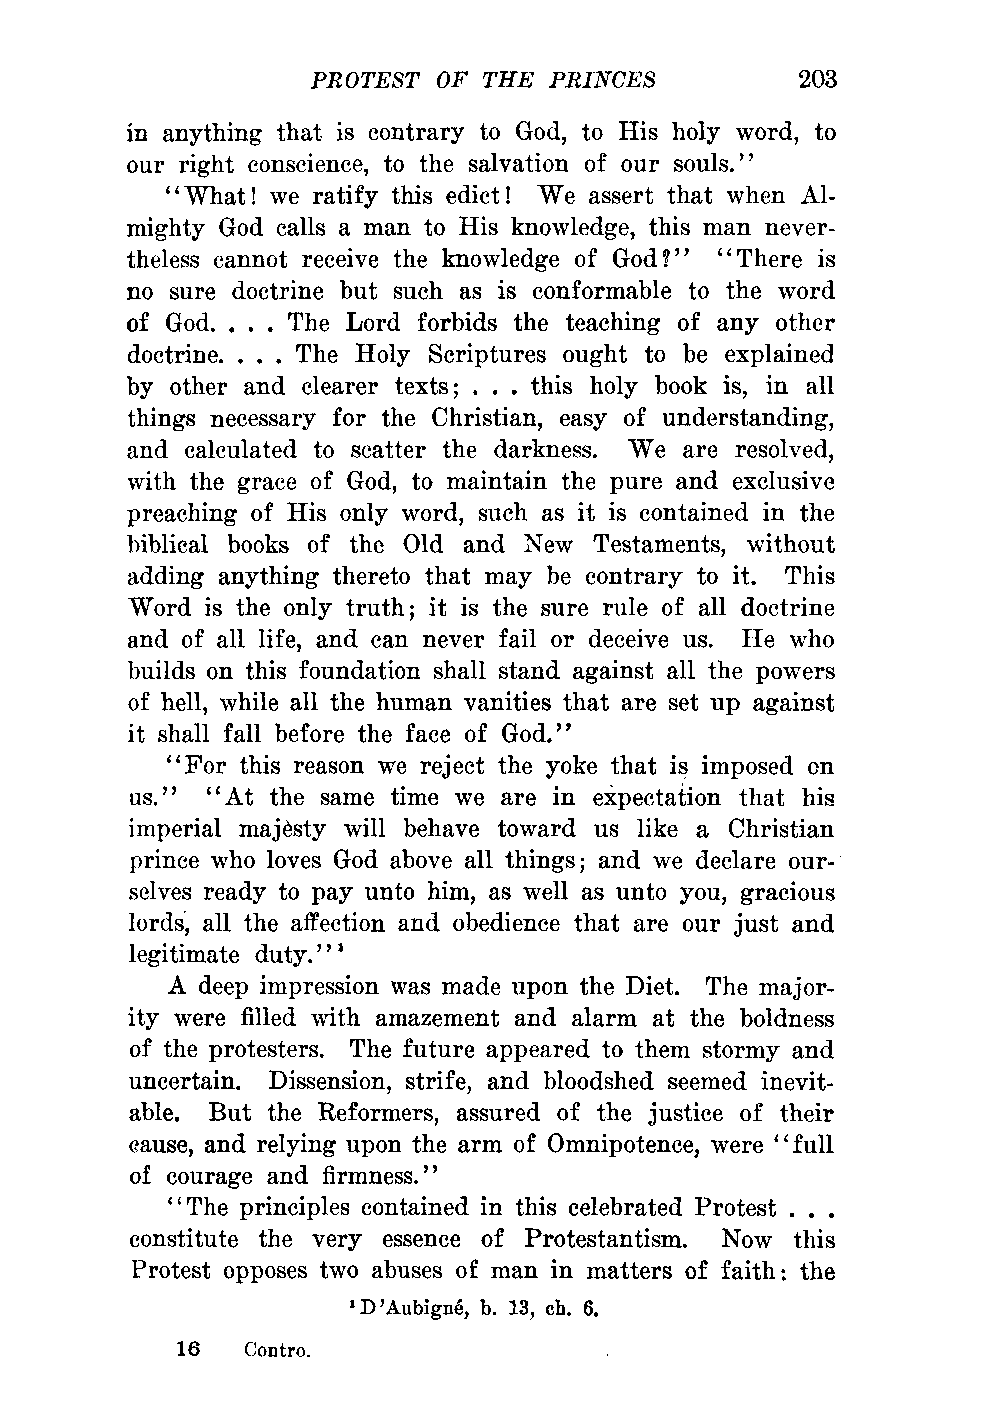 PROTEST OF THE PRINCES 203
in anything that is contrary to God, to His holy word, to
our right conscience, to the salvation of our souls.''
''What! we ratify this edict! We assert that when Al-
mighty God calls a man to His knowledge, this man never-
theless cannot receive the knowledge of God?'' ''There is
no sure doctrine but such as is conformable to the word
of God. . . . The Lord forbids the teaching of any other
doctrine. . . . The Holy Scriptures ought to be explained
by other and clearer texts; . . . this holy book is, in all
things necessary for the Christian, easy of understanding,
and calculated to scatter the darkness. We are resolved,
with the grace of God, to maintain the pure and exclusive
preaching of His only word, such as it is contained in the
biblical books of the Old and New Testaments, without
adding anything thereto that may be contrary to it. This
Word is the only truth; it is the sure rule of all doctrine
and of all life, and can never fail or deceive us. He who
builds on this foundation shall stand against all the powers
of hell, while all the human vanities that are set up against
it shall fall before the face of God.''
''For this reason we reject the yoke that is imposed on
us.'' ''At the same time we are in expectation that his
imperial majesty will behave toward us like a Christian
prince who loves God above all things; and we declare our-
selves ready to pay unto him, as well as unto you, gracious
lords, all the affection and obedience that are our just and
legitimate duty.''¹
A deep impression was made upon the Diet. The major-
ity were filled with amazement and alarm at the boldness
of the protesters. The future appeared to them stormy and
uncertain. Dissension, strife, and bloodshed seemed inevit-
able. But the Reformers, assured of the justice of their
cause, and relying upon the arm of Omnipotence, were ''full
of courage and firmness.''
''The principles contained in this celebrated Protest . . .
constitute the very essence of Protestantism. Now this
Protest opposes two abuses of man in matters of faith: the
¹D'Aubigné, b. 13, ch. 6.
16 Contro.